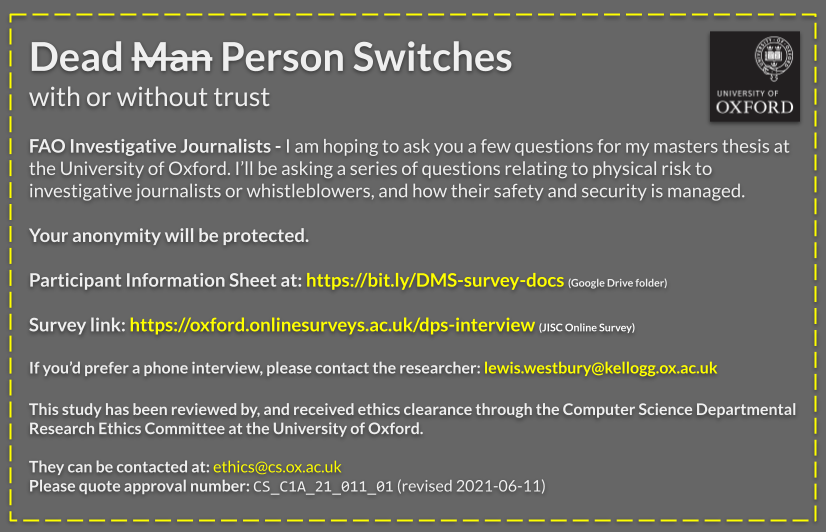 Dead Man Person Switches
with or without trust
UNIVERSITY OF
OXFORD
FAO Investigative Journalists - I am hoping to ask you a few questions for my masters thesis at
the University of Oxford. I'll be asking a series of questions relating to physical risk to
investigative journalists or whistleblowers, and how their safety and security is managed.
Your anonymity will be protected.
Participant Information Sheet at: https://bit.ly/DMS-survey-docs (Google Drive folder)
Survey link: https://oxford.onlinesurveys.ac.uk/dps-interview (JISC Online Survey)
If you'd prefer a phone interview, please contact the researcher: lewis.westbury@kellogg.ox.ac.uk
This study has been reviewed by, and received ethics clearance through the Computer Science Departmental
Research Ethics Committee at the University of Oxford.
They can be contacted at: ethics@cs.ox.ac.uk
Please quote approval number: CS_C1A_21_011_01 (revised 2021-06-11)